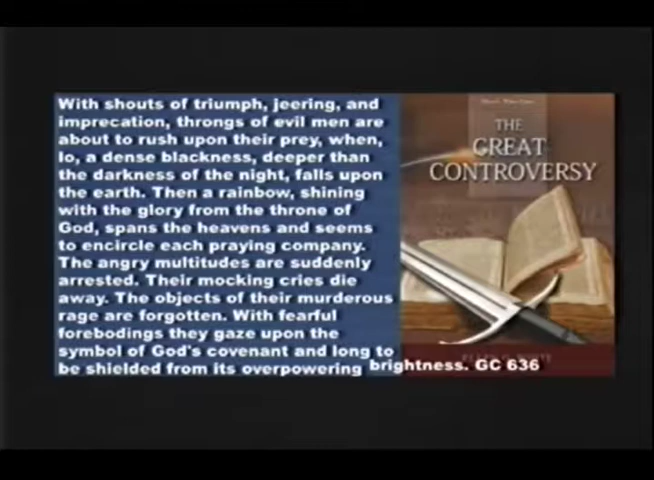 With shouts of triumph, jeering, and
imprecation, throngs of evil men are
about to rush upon their prey, when,
lo, a dense blackness, deeper than
the darkness of the night, falls upon
the earth. Then a rainbow, shining
with the glory from the throne of
God, spans the heavens and seems
to encircle each praying company.
The angry multitudes are suddenly
arrested. Their mocking cries die
away. The objects of their murderous
rage are forgotten. With fearful
forebodings they gaze upon the
symbol of God's covenant and long to
be shielded from its overpowering brightness. GC 636
THE
GREAT
CONTROVERSY